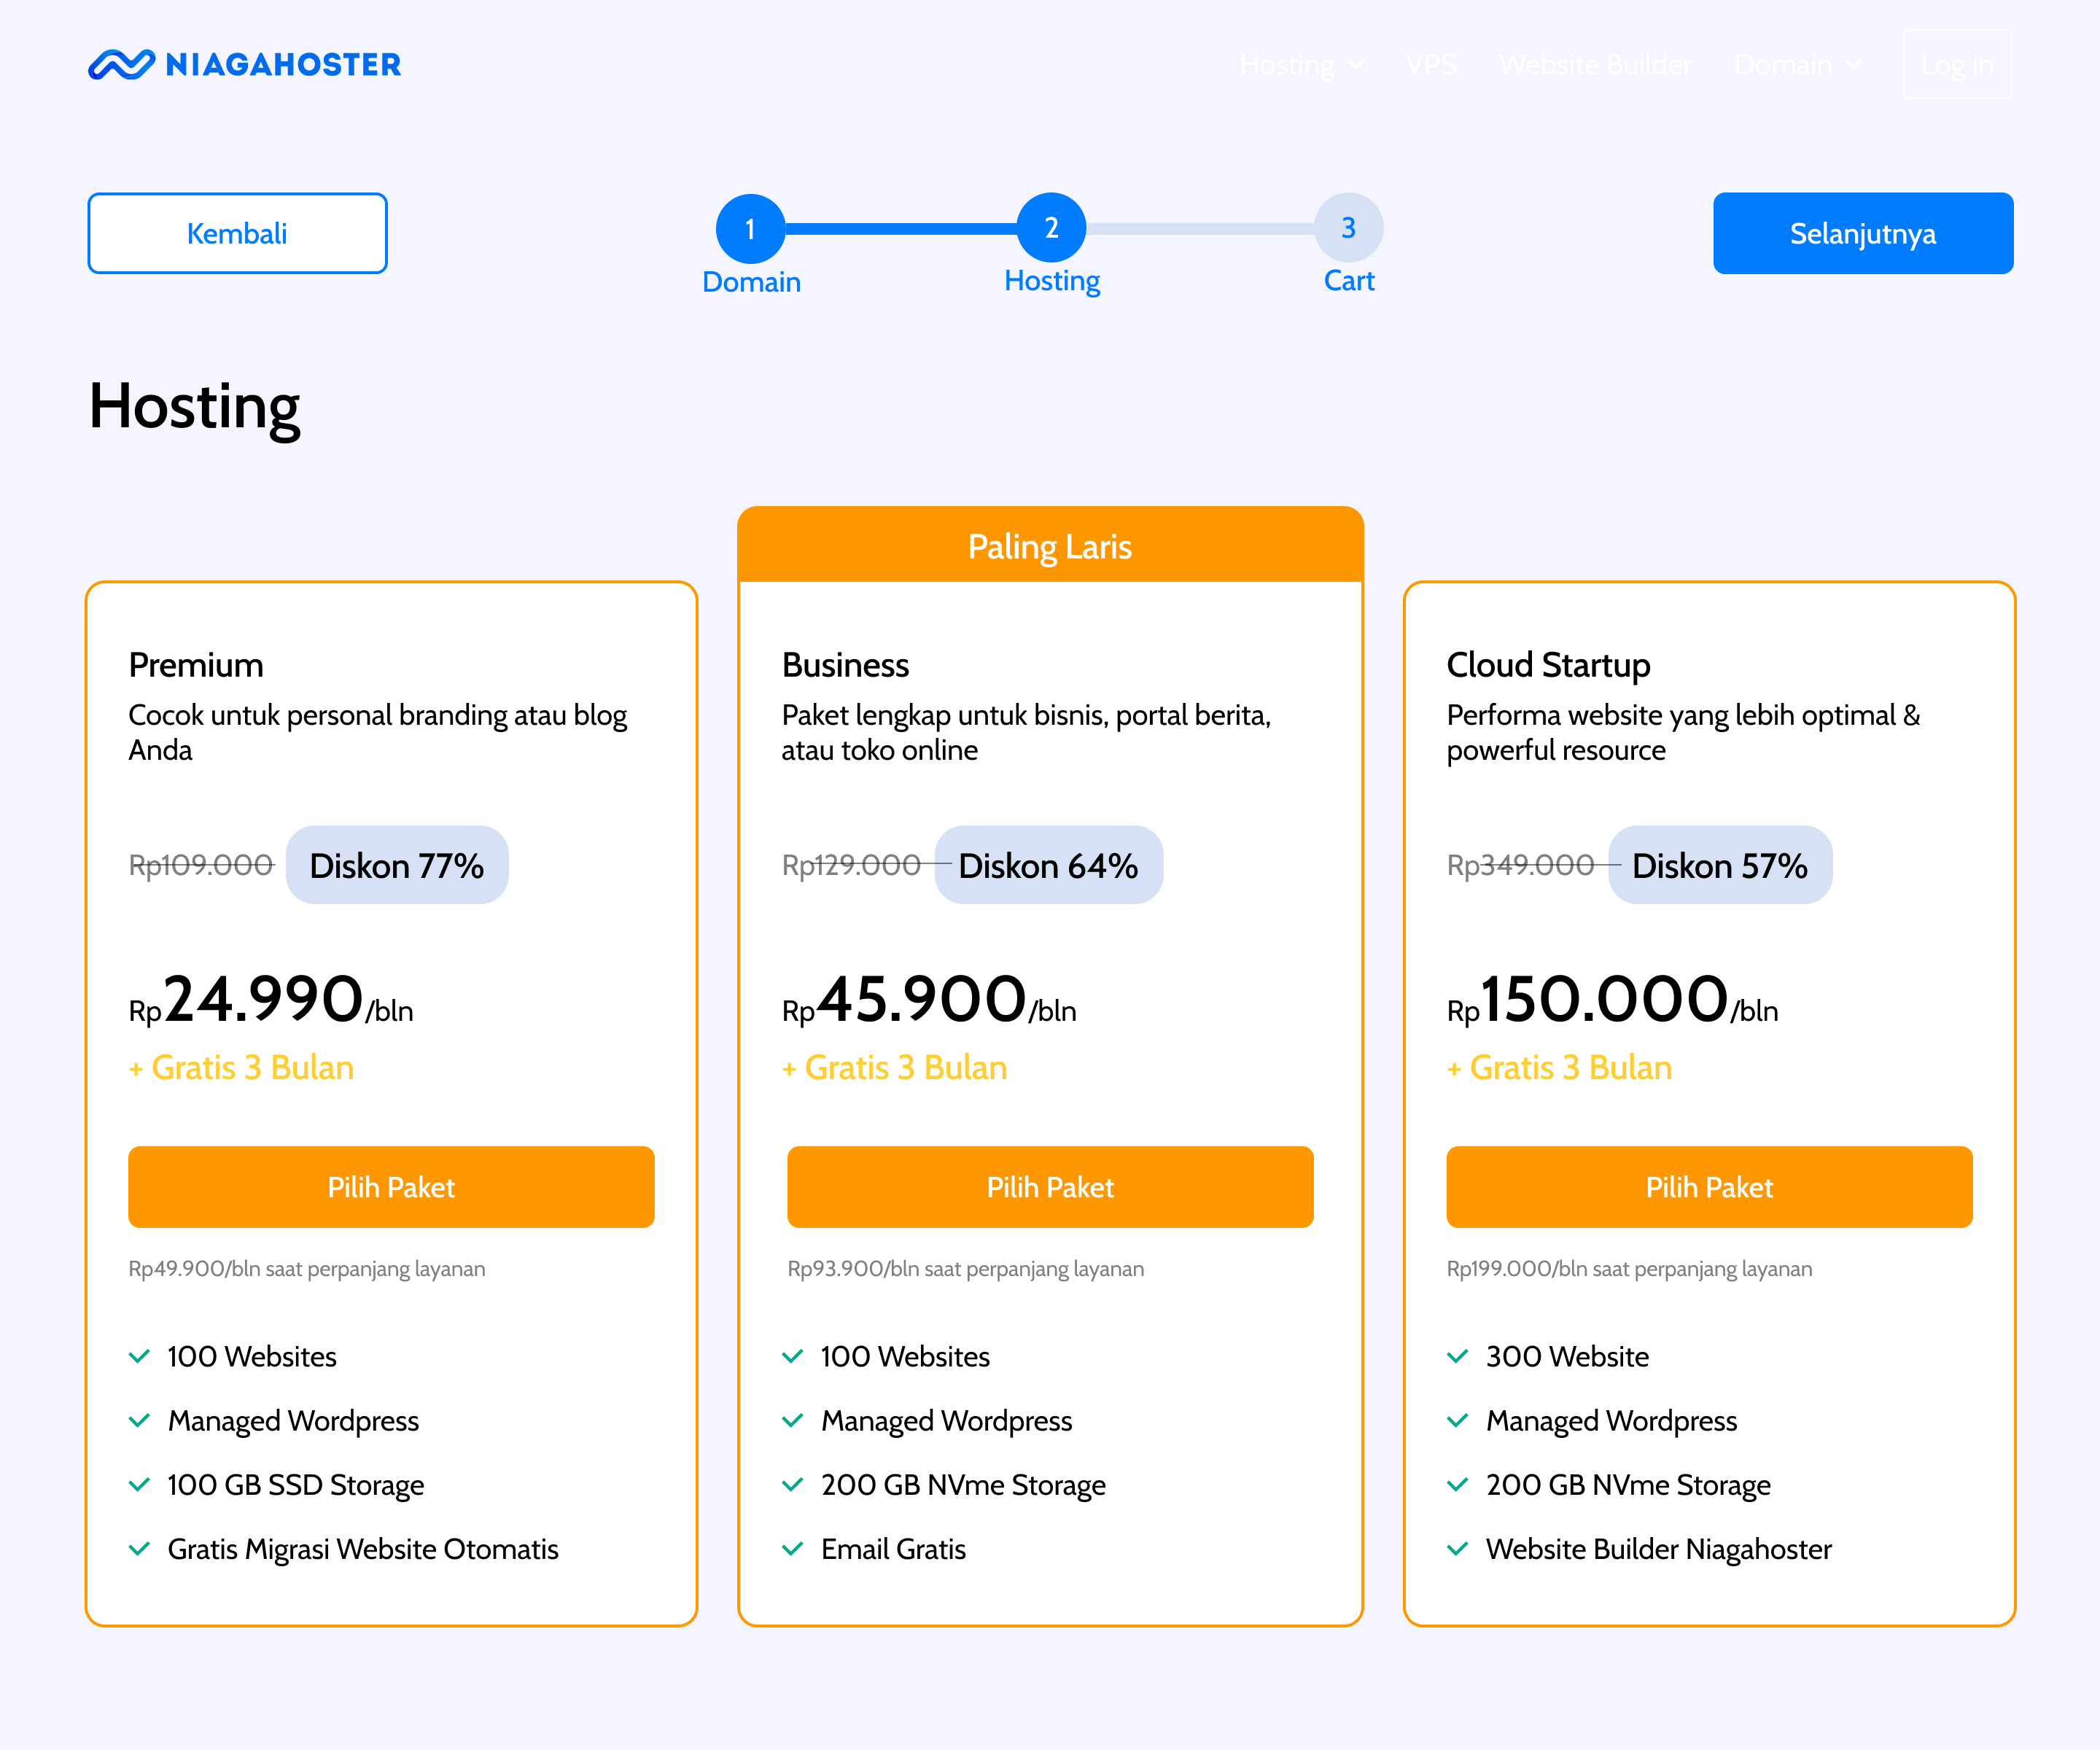 NIAGAHOSTER
Hosting
VPS
Website Builder
Domain
Log in
Kembali
1
2
3
Domain
Hosting
Cart
Selanjutnya
Hosting
Paling Laris
Premium
Cocok untuk personal branding atau blog
Anda
Rp109.000
Diskon 77%
Rp24.990/bln
+ Gratis 3 Bulan
Pilih Paket
Rp49.900/bln saat perpanjang layanan
100 Websites
Managed Wordpress
100 GB SSD Storage
Gratis Migrasi Website Otomatis
Business
Paket lengkap untuk bisnis, portal berita,
atau toko online
Rp129.000
Diskon 64%
Rp45.900/bln
+ Gratis 3 Bulan
Pilih Paket
Rp93.900/bln saat perpanjang layanan
100 Websites
Managed Wordpress
200 GB NVme Storage
Email Gratis
Cloud Startup
Performa website yang lebih optimal &
powerful resource
Rp349.000
Diskon 57%
Rp150.000/bln
+ Gratis 3 Bulan
Pilih Paket
Rp199.000/bln saat perpanjang layanan
300 Website
Managed Wordpress
200 GB NVme Storage
Website Builder Niagahoster